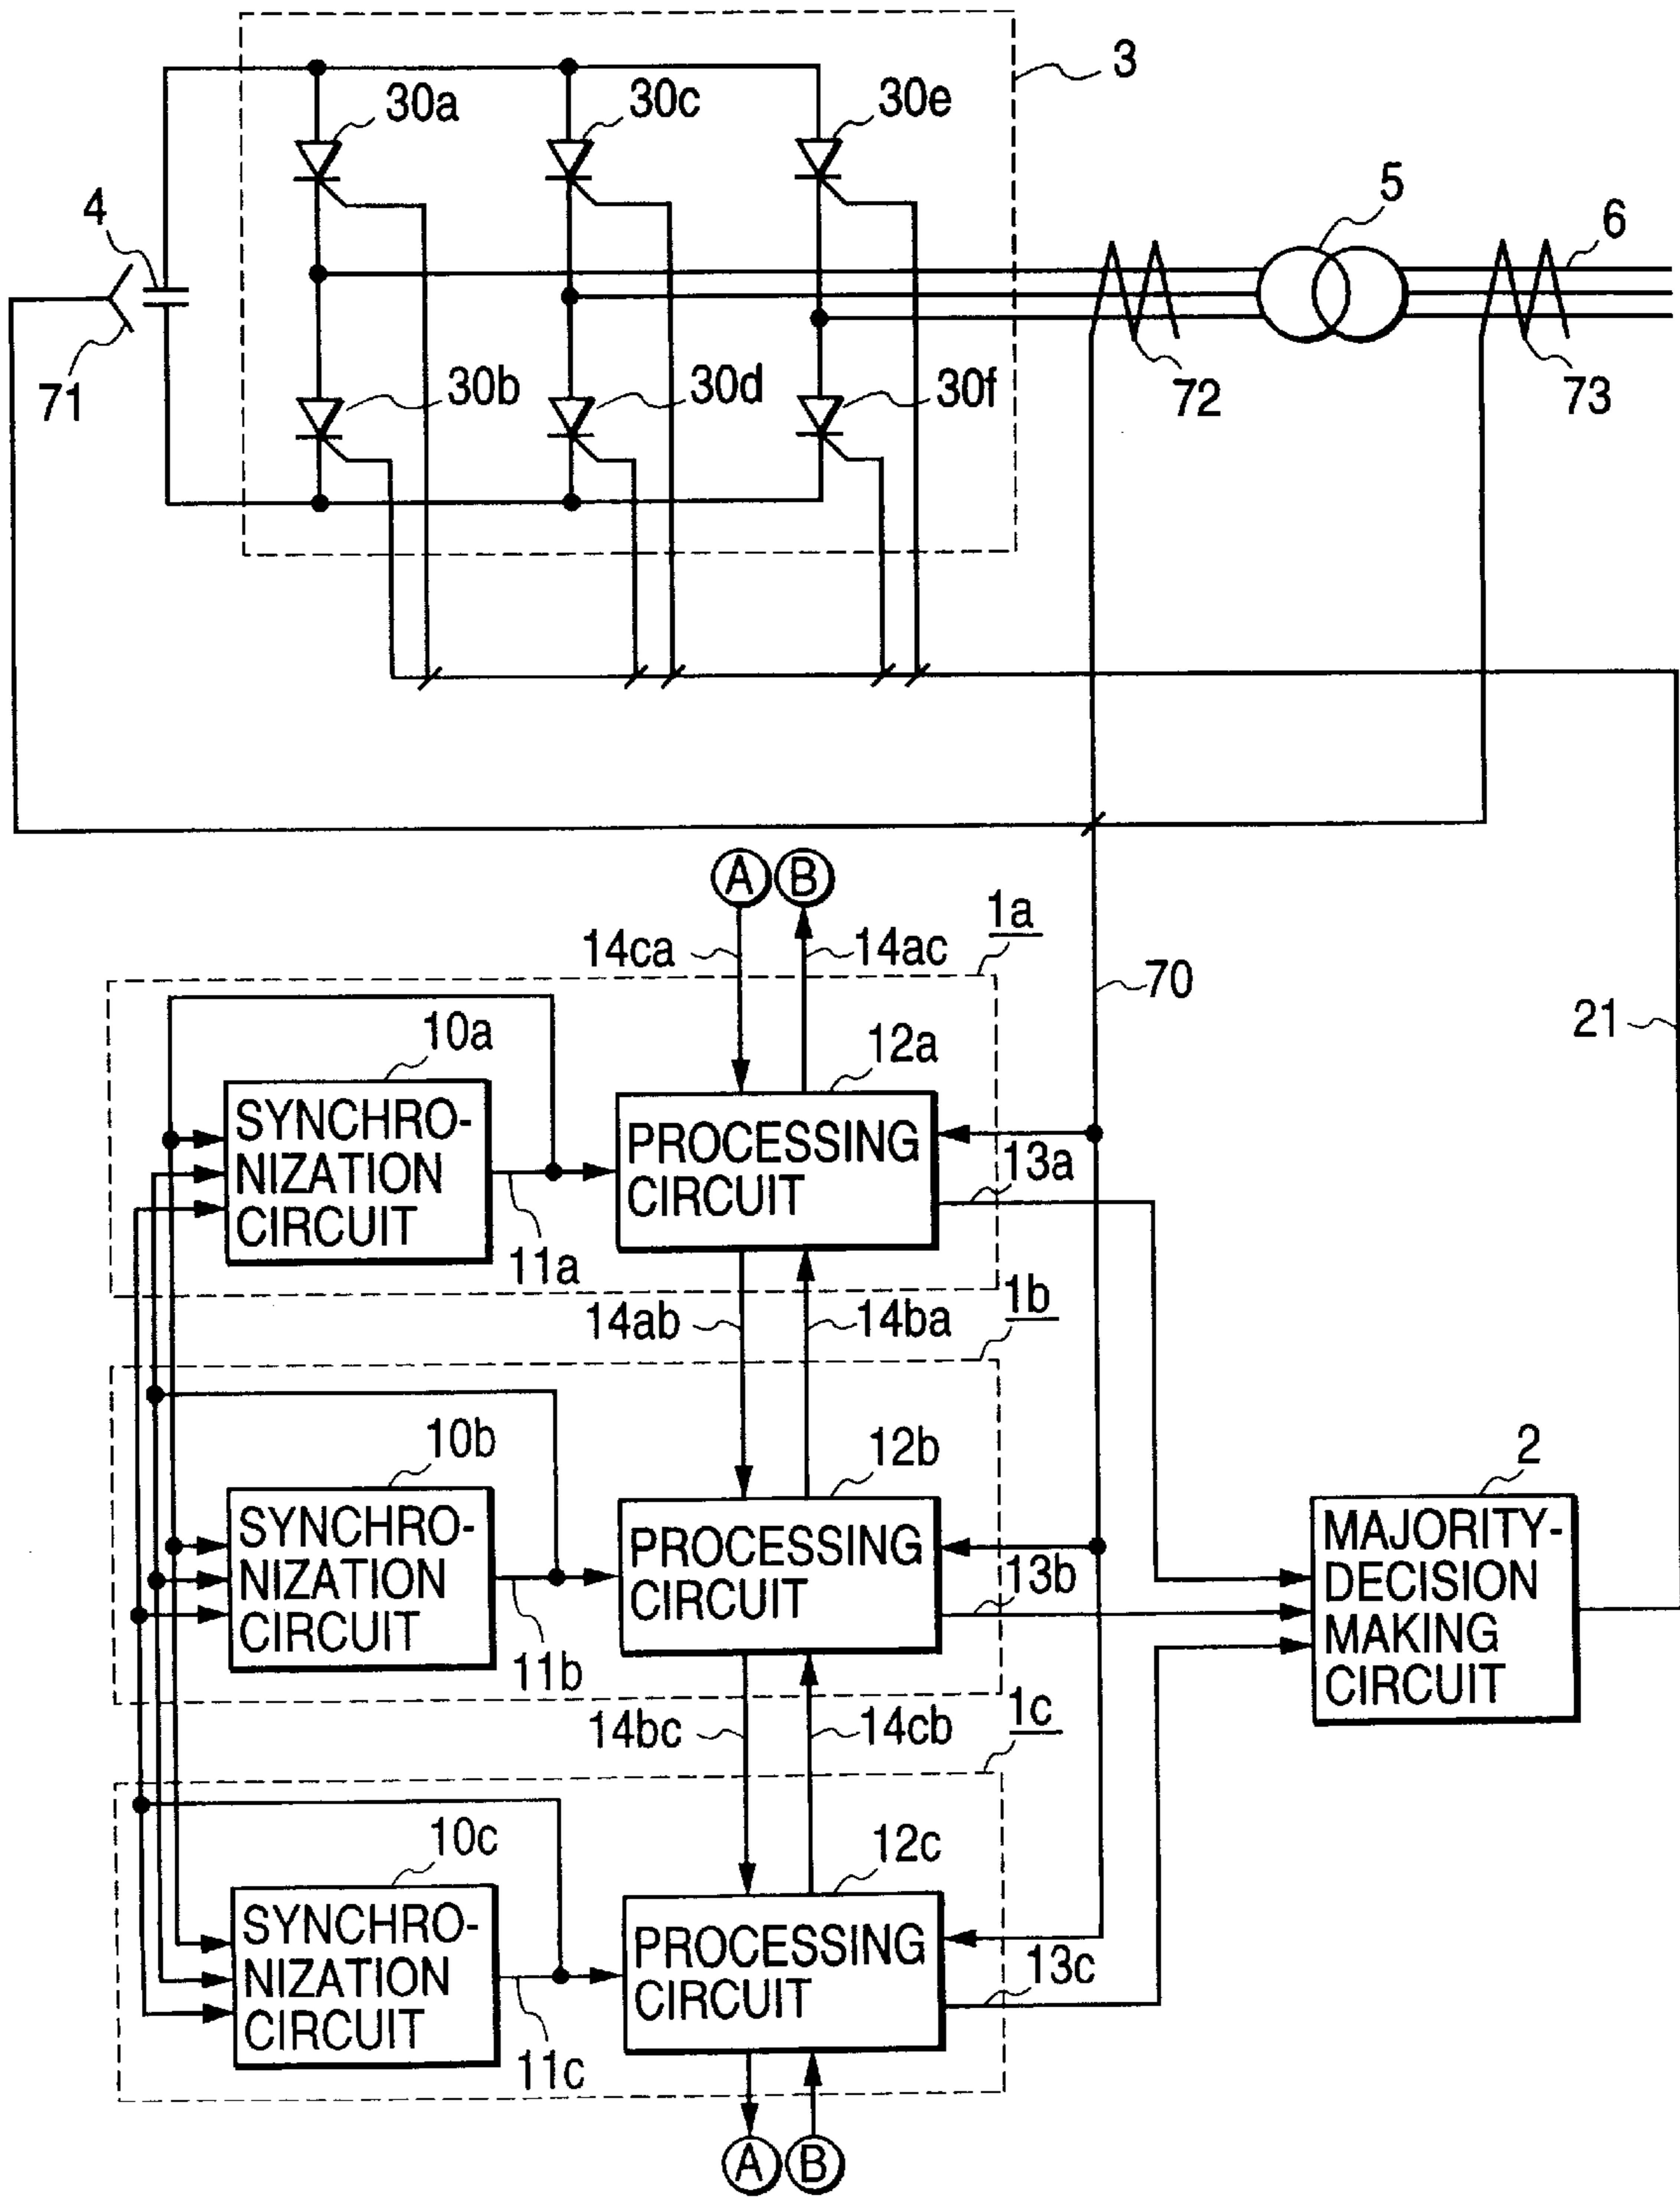 3
30a
30c
30e
4
5
6
71
30b
30d
30f
72
73
A B
1a
14ca
14ac
70
21
10a
12a
SYNCHRO-
NIZATION
CIRCUIT
PROCESSING
CIRCUIT
13a
11a
1b
14ab
14ba
10b
12b
2
SYNCHRO-
NIZATION
CIRCUIT
PROCESSING
CIRCUIT
13b
MAJORITY-
DECISION
MAKING
CIRCUIT
11b
1c
14bc
14cb
10c
12c
SYNCHRO-
NIZATION
CIRCUIT
PROCESSING
CIRCUIT
13c
11c
A B